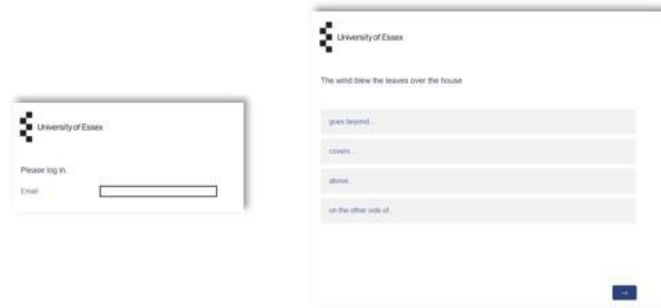 University of Essex
Please log in.
Email
University of Essex
The wind blew the leaves over the house
goes beyond...
covers...
above...
on the other side of ...
→